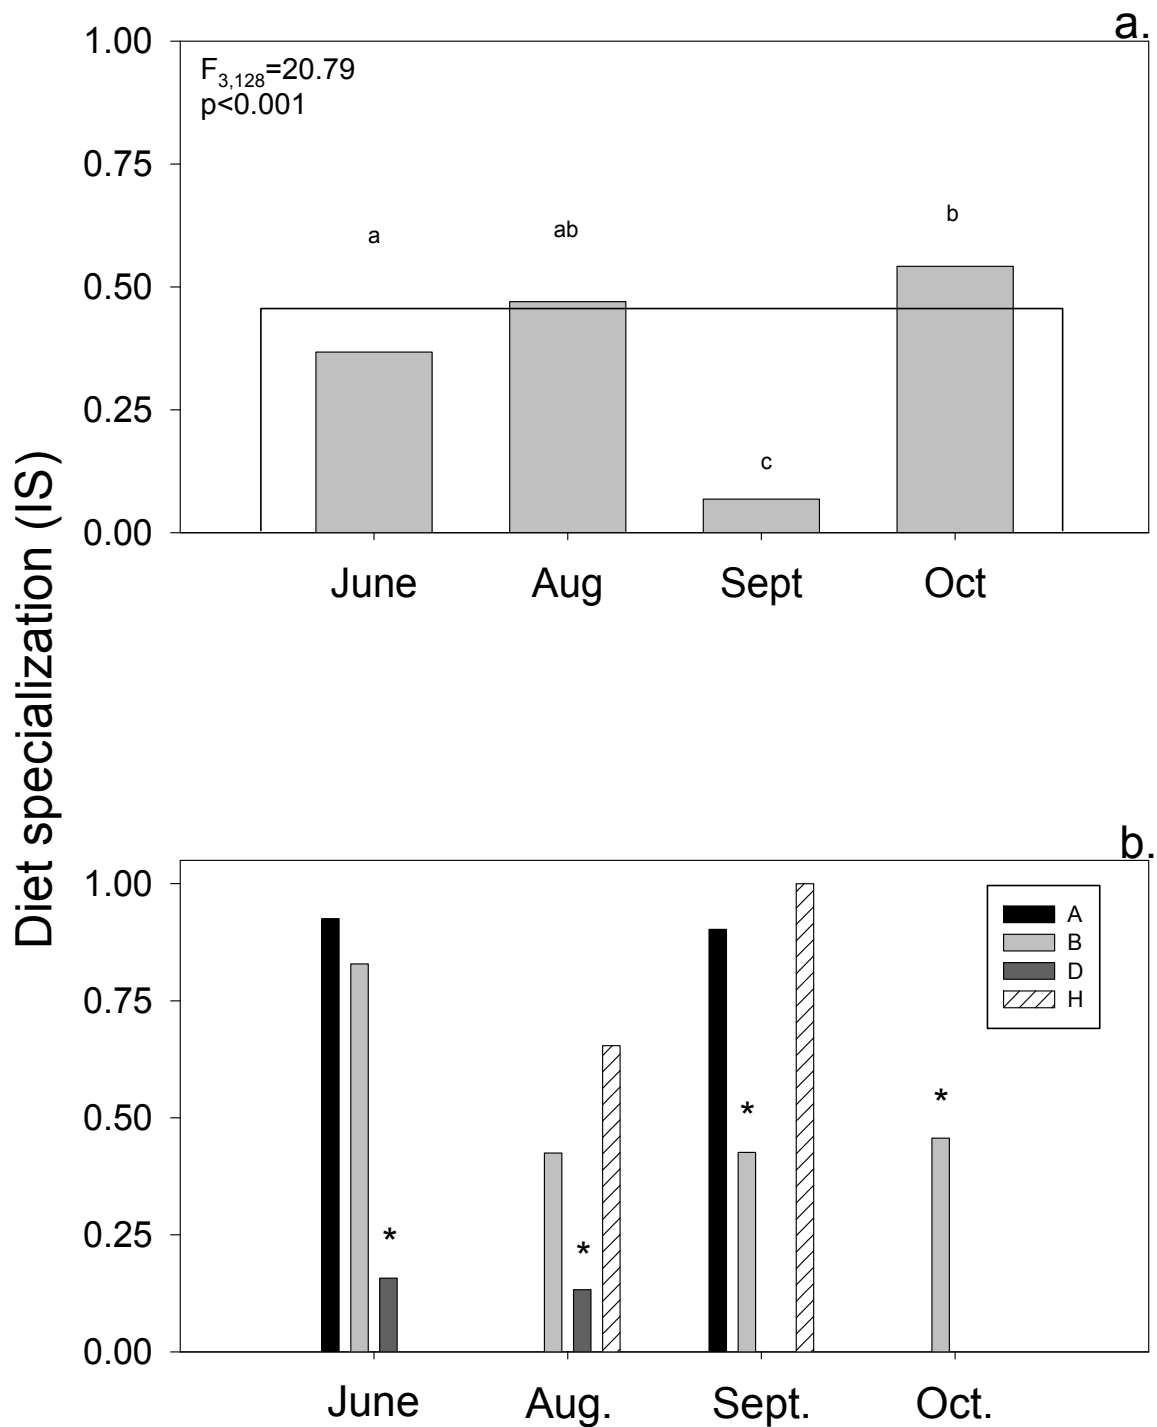 a.
1.00
F3,128=20.79
p<0.001
0.75
b
ab
a
0.50
0.25
c
0.00
June Aug Sept Oct
Diet specialization (IS)
b.
1.00
A
B
D
H
0.75
0.50
* *
0.25
* *
0.00
June Aug. Sept. Oct.